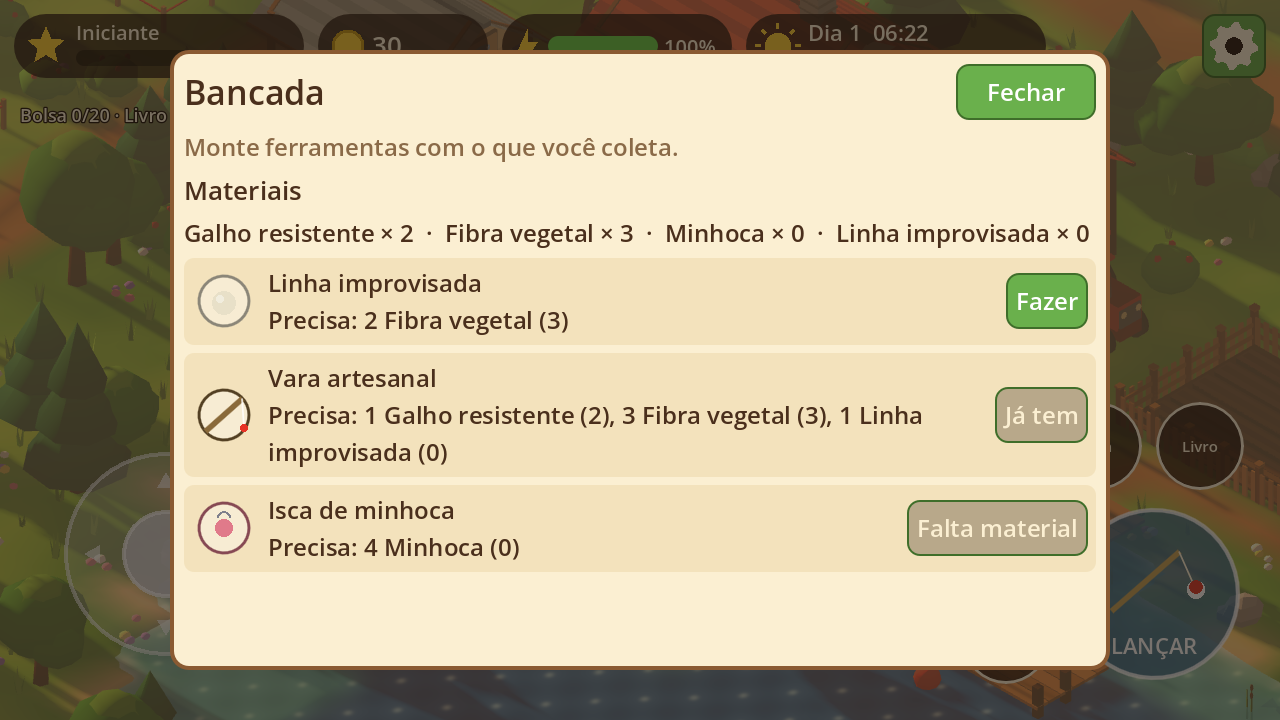 Iniciante
30
100%
Dia 1 06:22
Bolsa 0/20 · Livro
Bancada
Fechar
Monte ferramentas com o que você coleta.
Materiais
Galho resistente × 2 · Fibra vegetal × 3 · Minhoca × 0 · Linha improvisada × 0
Linha improvisada
Precisa: 2 Fibra vegetal (3)
Fazer
Vara artesanal
Precisa: 1 Galho resistente (2), 3 Fibra vegetal (3), 1 Linha
improvisada (0)
Já tem
Isca de minhoca
Precisa: 4 Minhoca (0)
Falta material
Livro
LANÇAR